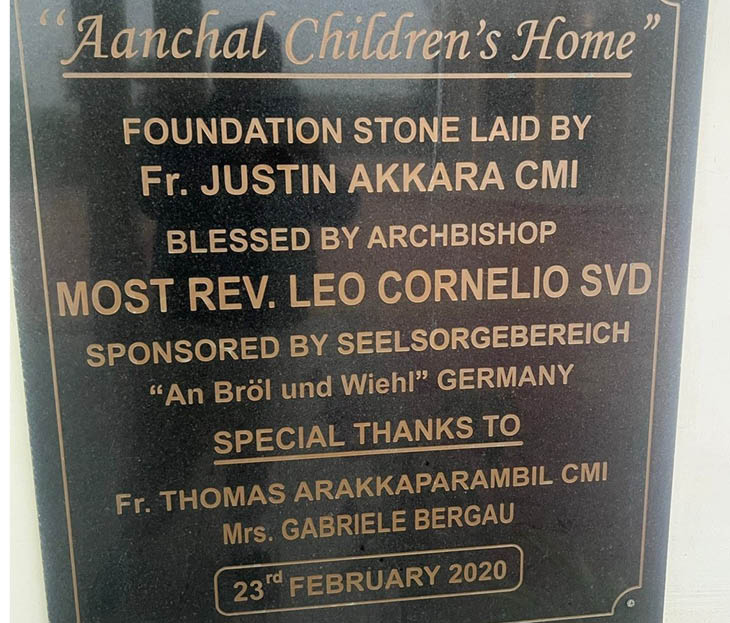 "Aanchal Children's Home"
FOUNDATION STONE LAID BY
Fr. JUSTIN AKKARA CMI
BLESSED BY ARCHBISHOP
MOST REV. LEO CORNELIO SVD
SPONSORED BY SEELSORGEBEREICH
"An Bröl und Wiehl" GERMANY
SPECIAL THANKS TO
Fr. THOMAS ARAKKAPARAMBIL CMI
Mrs. GABRIELE BERGAU
23rd FEBRUARY 2020